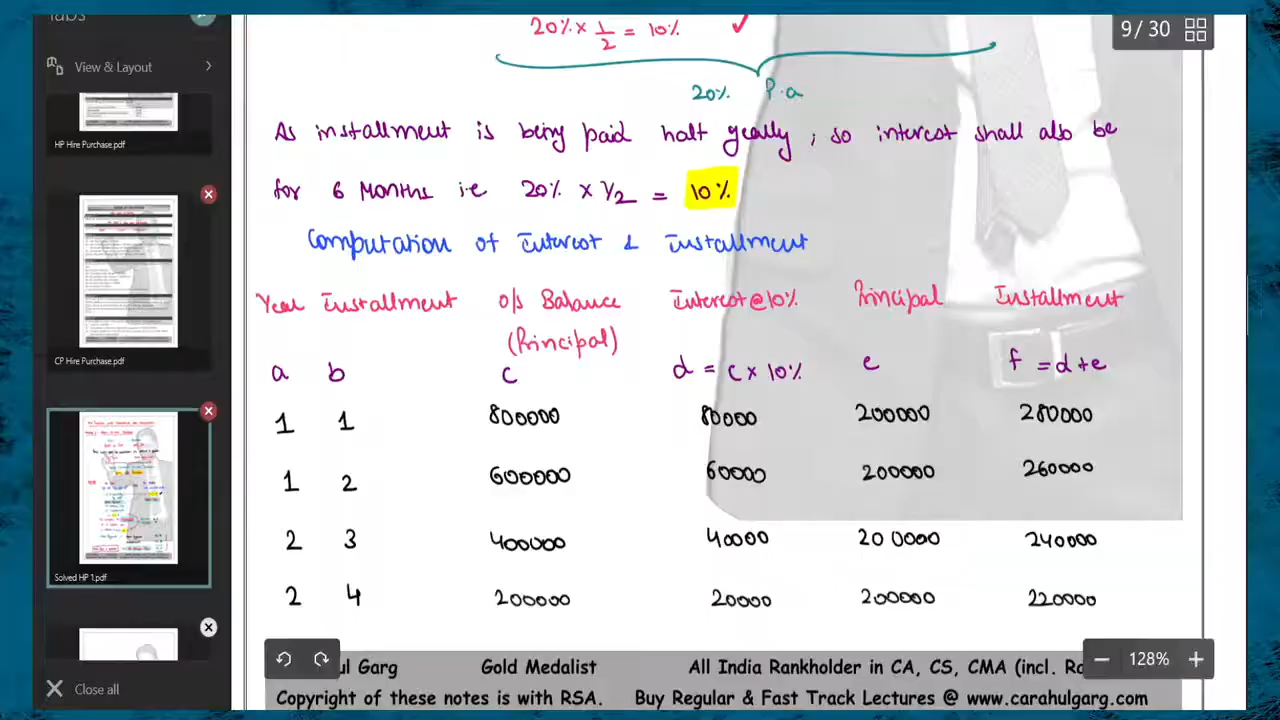 Tabs
9 / 30
View & Layout
HP Hire Purchase.pdf
CP Hire Purchase.pdf
Solved HP 1.pdf
Close all
20% × 1/2 = 10% ✓
20% P.a
As installment is being paid half yearly, so interest shall also be
for 6 Months i.e 20% × 1/2 = 10%
Computation of Interest & Installment
Year Installment o/s Balance Interest@10% Principal Installment
(Principal)
a b c d = c × 10% e f = d+e
1 1 800000 80000 200000 280000
1 2 600000 60000 200000 260000
2 3 400000 40000 200000 240000
2 4 200000 20000 200000 220000
ul Garg Gold Medalist All India Rankholder in CA, CS, CMA (incl. Ra
128%
Copyright of these notes is with RSA. Buy Regular & Fast Track Lectures @ www.carahulgarg.com